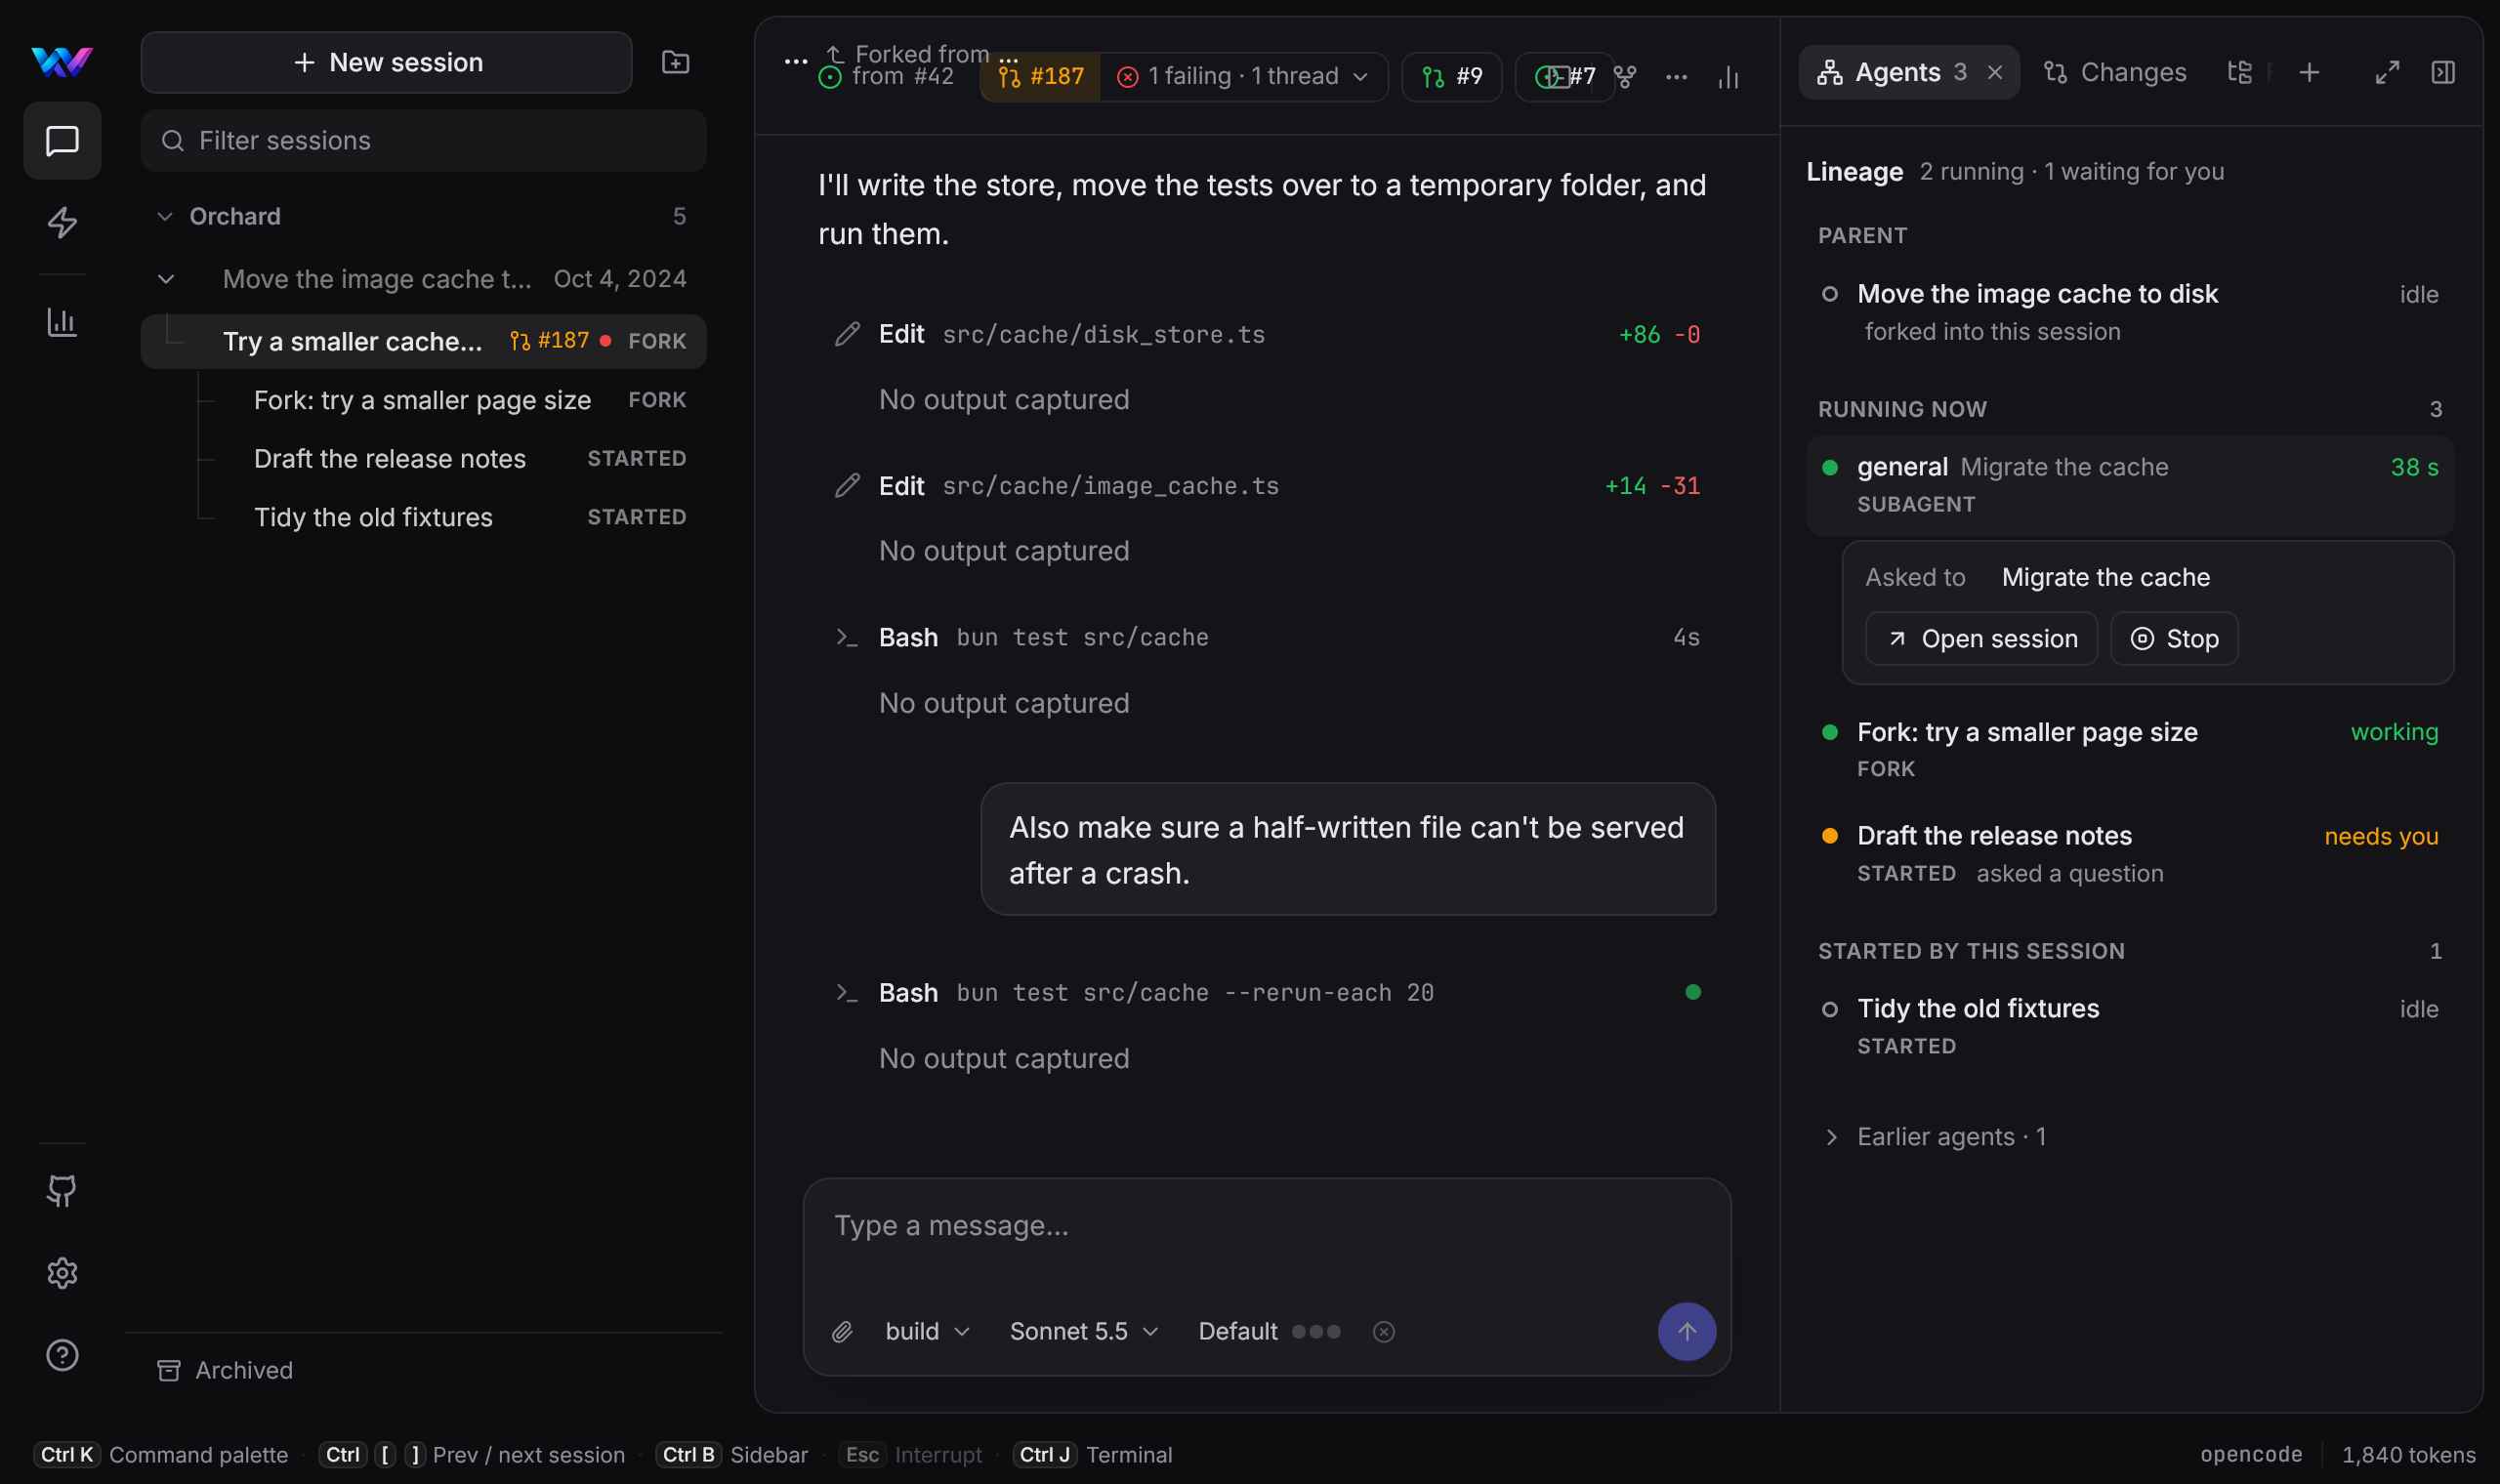 New session
Filter sessions
Orchard 5
Move the image cache t... Oct 4, 2024
Try a smaller cache... #187 FORK
Fork: try a smaller page size FORK
Draft the release notes STARTED
Tidy the old fixtures STARTED
Archived
Forked from ...
from #42 #187 1 failing · 1 thread #9 #7
I'll write the store, move the tests over to a temporary folder, and
run them.
Edit src/cache/disk_store.ts +86 -0
No output captured
Edit src/cache/image_cache.ts +14 -31
No output captured
Bash bun test src/cache 4s
No output captured
Also make sure a half-written file can't be served
after a crash.
Bash bun test src/cache --rerun-each 20
No output captured
Type a message...
build Sonnet 5.5 Default
Agents 3 Changes
Lineage 2 running · 1 waiting for you
PARENT
Move the image cache to disk idle
forked into this session
RUNNING NOW 3
general Migrate the cache 38 s
SUBAGENT
Asked to Migrate the cache
Open session Stop
Fork: try a smaller page size working
FORK
Draft the release notes needs you
STARTED asked a question
STARTED BY THIS SESSION 1
Tidy the old fixtures idle
STARTED
Earlier agents · 1
Ctrl K Command palette · Ctrl [ ] Prev / next session · Ctrl B Sidebar · Esc Interrupt · Ctrl J Terminal
opencode 1,840 tokens